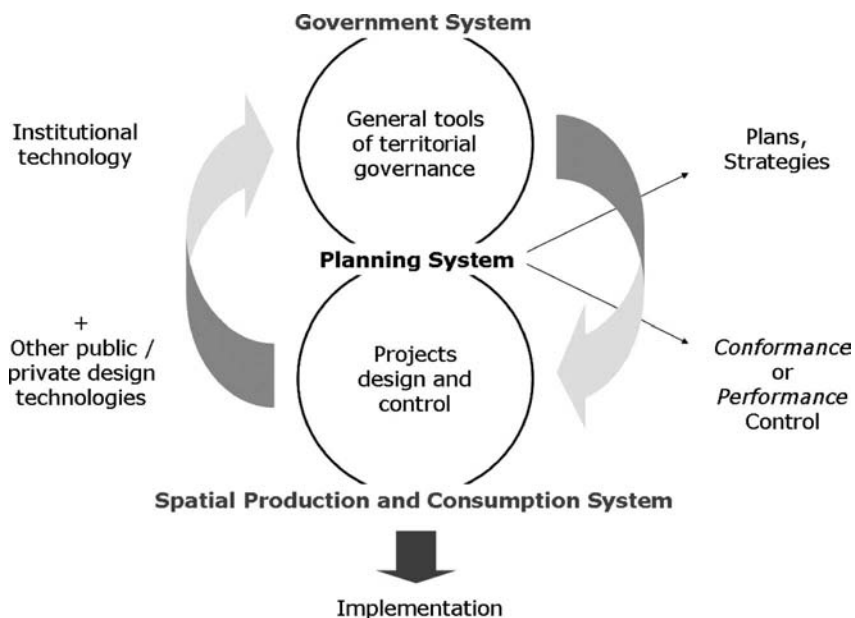 Government System
Institutional
technology
General tools
of territorial
governance
Plans,
Strategies
Planning System
+
Other public /
private design
technologies
Projects
design and
control
Conformance
or
Performance
Control
Spatial Production and Consumption System
Implementation